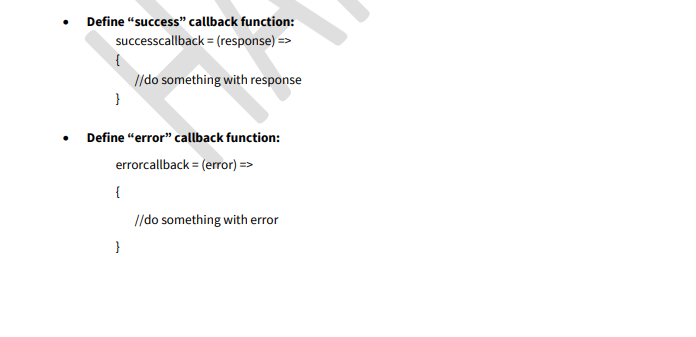 • Define “success” callback function:
successcallback = (response) =>
{
//do something with response
}
• Define “error” callback function:
errorcallback = (error) =>
{
//do something with error
}